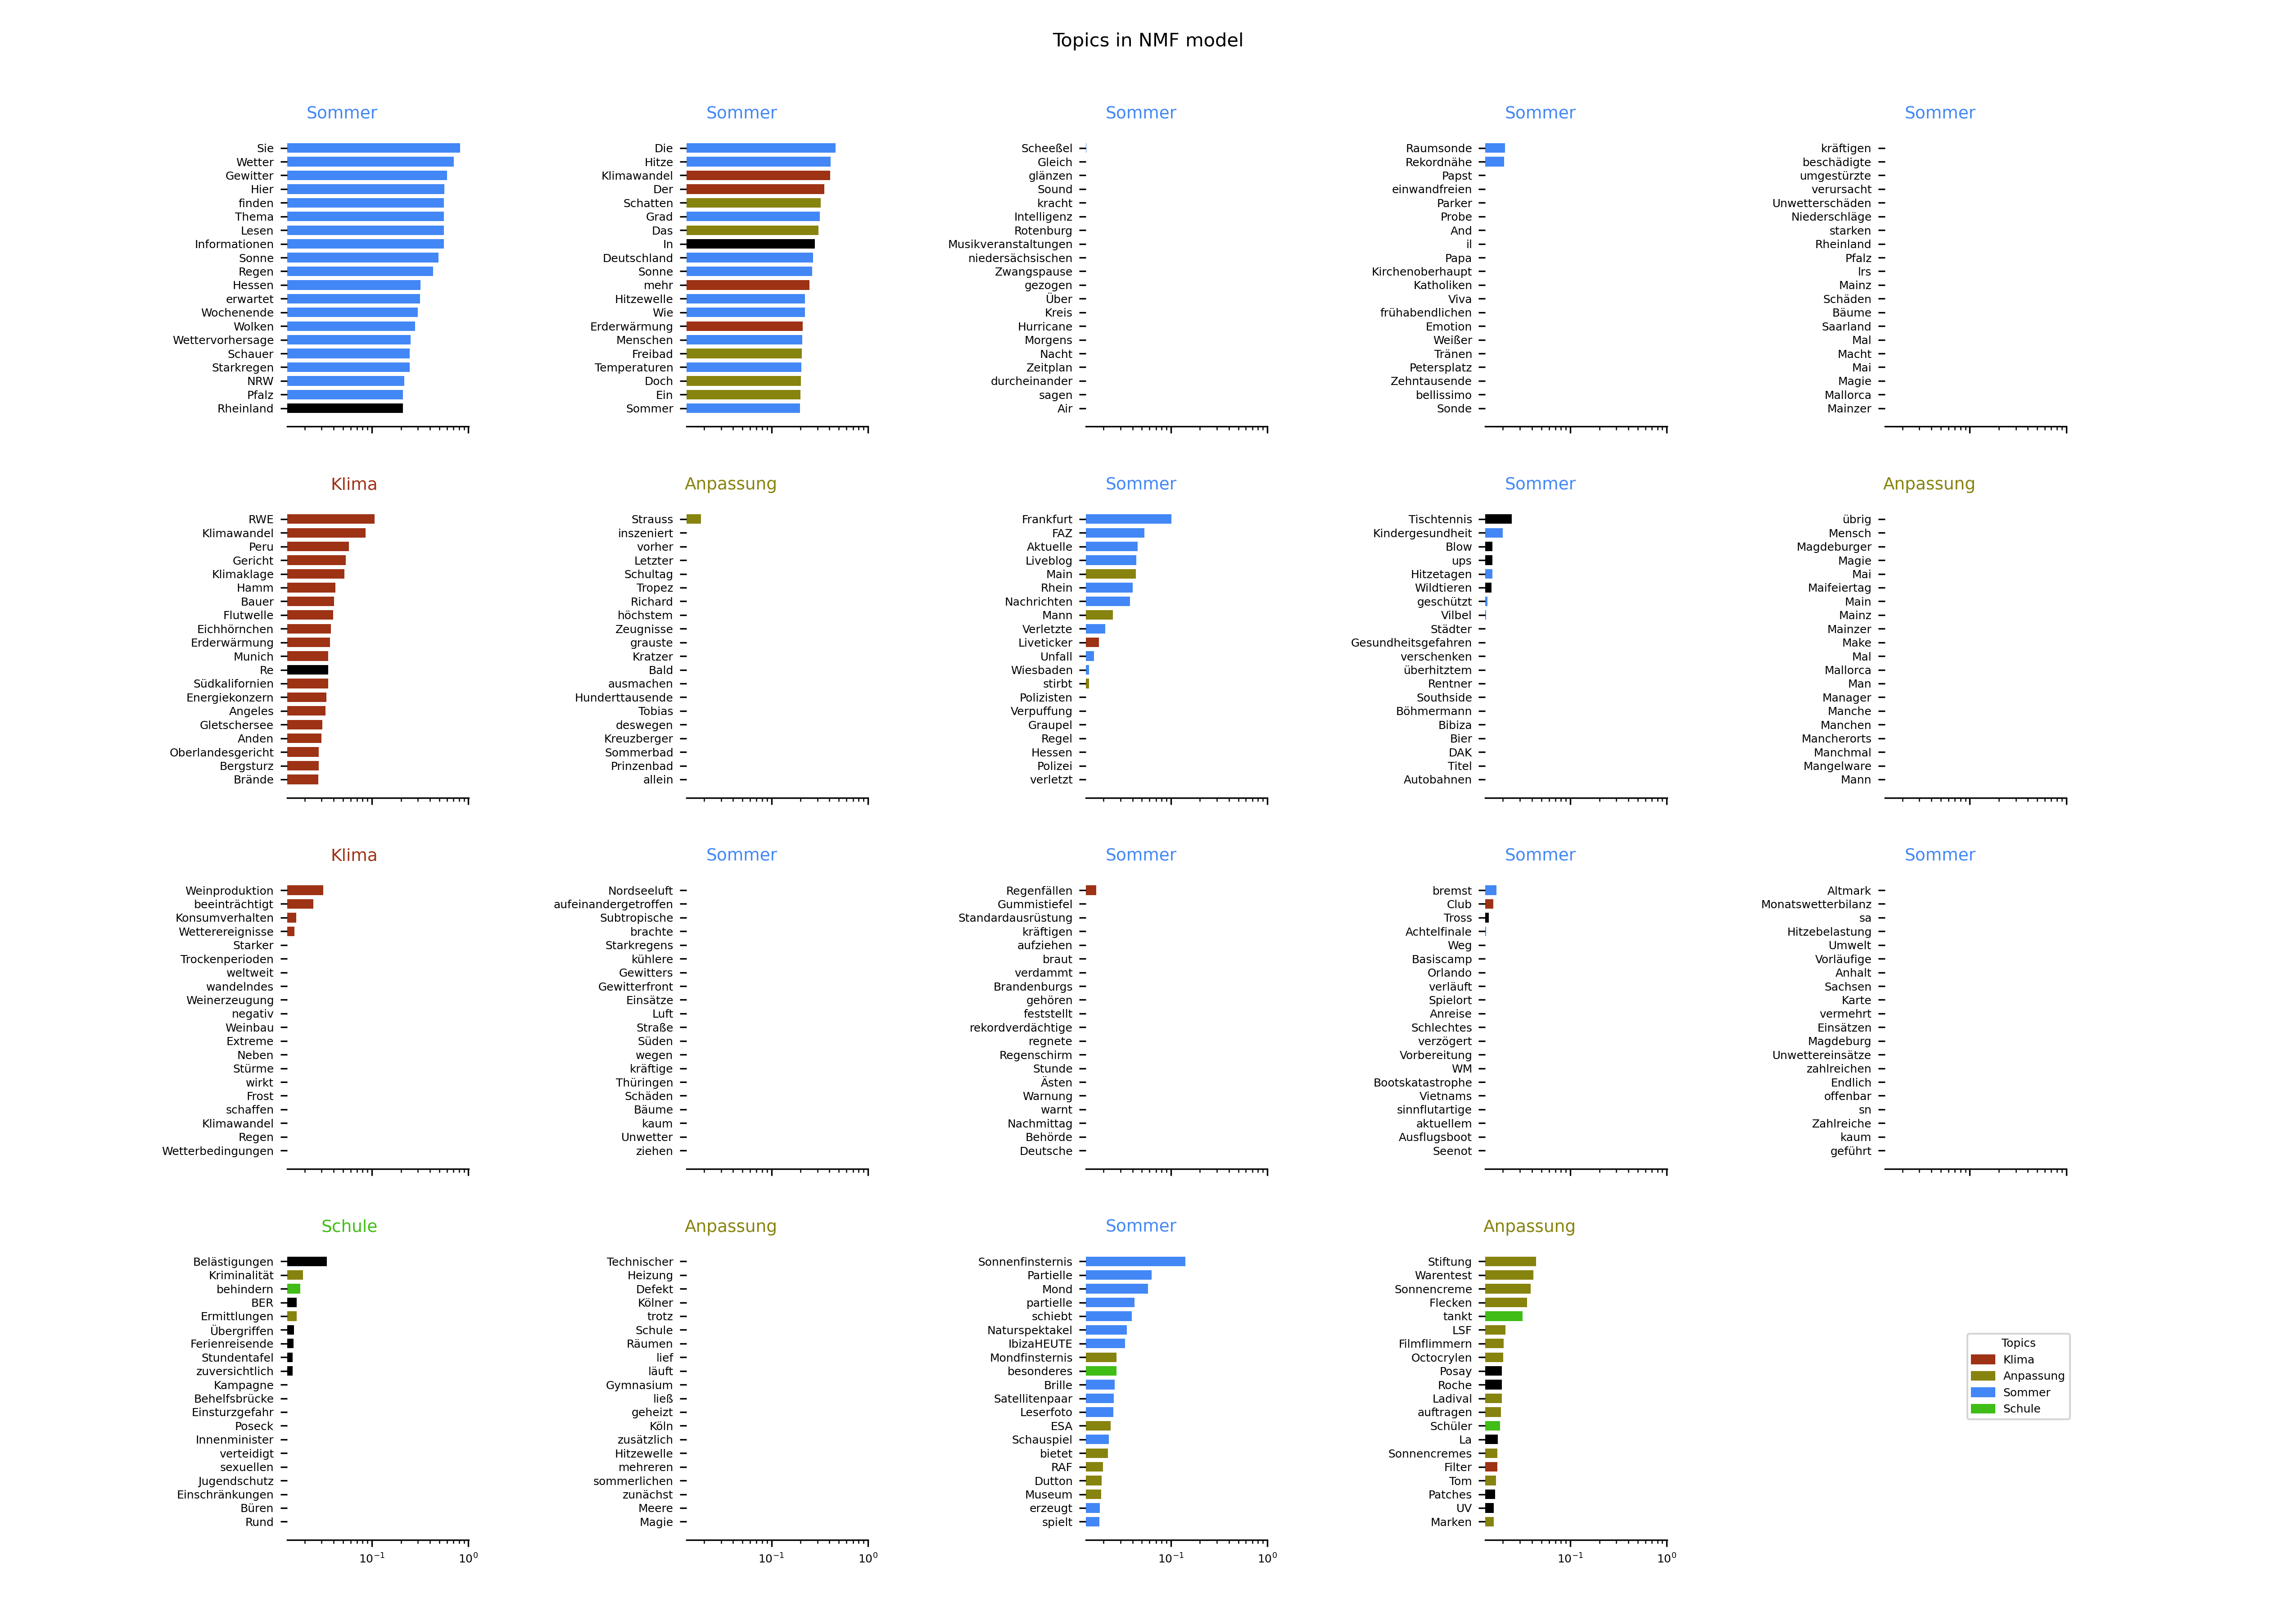 Topics in NMF model
Sommer
Sie
Wetter
Gewitter
Hier
finden
Thema
Lesen
Informationen
Sonne
Regen
Hessen
erwartet
Wochenende
Wolken
Wettervorhersage
Schauer
Starkregen
NRW
Pfalz
Rheinland
Sommer
Die
Hitze
Klimawandel
Der
Schatten
Grad
Das
In
Deutschland
Sonne
mehr
Hitzewelle
Wie
Erderwärmung
Menschen
Freibad
Temperaturen
Doch
Ein
Sommer
Sommer
Scheeßel
Gleich
glänzen
Sound
kracht
Intelligenz
Rotenburg
Musikveranstaltungen
niedersächsischen
Zwangspause
gezogen
Über
Kreis
Hurricane
Morgens
Nacht
Zeitplan
durcheinander
sagen
Air
Sommer
Raumsonde
Rekordnähe
Papst
einwandfreien
Parker
Probe
And
il
Papa
Kirchenoberhaupt
Katholiken
Viva
frühabendlichen
Emotion
Weißer
Tränen
Petersplatz
Zehntausende
bellissimo
Sonde
Sommer
kräftigen
beschädigte
umgestürzte
verursacht
Unwetterschäden
Niederschläge
starken
Rheinland
Pfalz
lrs
Mainz
Schäden
Bäume
Saarland
Mal
Macht
Mai
Magie
Mallorca
Mainzer
Klima
RWE
Klimawandel
Peru
Gericht
Klimaklage
Hamm
Bauer
Flutwelle
Eichhörnchen
Erderwärmung
Munich
Re
Südkalifornien
Energiekonzern
Angeles
Gletschersee
Anden
Oberlandesgericht
Bergsturz
Brände
Anpassung
Strauss
inszeniert
vorher
Letzter
Schultag
Tropez
Richard
höchstem
Zeugnisse
grauste
Kratzer
Bald
ausmachen
Hunderttausende
Tobias
deswegen
Kreuzberger
Sommerbad
Prinzenbad
allein
Sommer
Frankfurt
FAZ
Aktuelle
Liveblog
Main
Rhein
Nachrichten
Mann
Verletzte
Liveticker
Unfall
Wiesbaden
stirbt
Polizisten
Verpuffung
Graupel
Regel
Hessen
Polizei
verletzt
Sommer
Tischtennis
Kindergesundheit
Blow
ups
Hitzetagen
Wildtieren
geschützt
Vilbel
Städter
Gesundheitsgefahren
verschenken
überhitztem
Rentner
Southside
Böhmermann
Bibiza
Bier
DAK
Titel
Autobahnen
Anpassung
übrig
Mensch
Magdeburger
Magie
Mai
Maifeiertag
Main
Mainz
Mainzer
Make
Mal
Mallorca
Man
Manager
Manche
Manchen
Mancherorts
Manchmal
Mangelware
Mann
Klima
Weinproduktion
beeinträchtigt
Konsumverhalten
Wetterereignisse
Starker
Trockenperioden
weltweit
wandelndes
Weinerzeugung
negativ
Weinbau
Extreme
Neben
Stürme
wirkt
Frost
schaffen
Klimawandel
Regen
Wetterbedingungen
Sommer
Nordseeluft
aufeinandergetroffen
Subtropische
brachte
Starkregens
kühlere
Gewitters
Gewitterfront
Einsätze
Luft
Straße
Süden
wegen
kräftige
Thüringen
Schäden
Bäume
kaum
Unwetter
ziehen
Sommer
Regenfällen
Gummistiefel
Standardausrüstung
kräftigen
aufziehen
braut
verdammt
Brandenburgs
gehören
feststellt
rekordverdächtige
regnete
Regenschirm
Stunde
Ästen
Warnung
warnt
Nachmittag
Behörde
Deutsche
Sommer
bremst
Club
Tross
Achtelfinale
Weg
Basiscamp
Orlando
verläuft
Spielort
Anreise
Schlechtes
verzögert
Vorbereitung
WM
Bootskatastrophe
Vietnams
sinnflutartige
aktuellem
Ausflugsboot
Seenot
Sommer
Altmark
Monatswetterbilanz
sa
Hitzebelastung
Umwelt
Vorläufige
Anhalt
Sachsen
Karte
vermehrt
Einsätzen
Magdeburg
Unwettereinsätze
zahlreichen
Endlich
offenbar
sn
Zahlreiche
kaum
geführt
Schule
Belästigungen
Kriminalität
behindern
BER
Ermittlungen
Übergriffen
Ferienreisende
Stundentafel
zuversichtlich
Kampagne
Behelfsbrücke
Einsturzgefahr
Poseck
Innenminister
verteidigt
sexuellen
Jugendschutz
Einschränkungen
Büren
Rund
10⁻¹ 10⁰
Anpassung
Technischer
Heizung
Defekt
Kölner
trotz
Schule
Räumen
lief
läuft
Gymnasium
ließ
geheizt
Köln
zusätzlich
Hitzewelle
mehreren
sommerlichen
zunächst
Meere
Magie
10⁻¹ 10⁰
Sommer
Sonnenfinsternis
Partielle
Mond
partielle
schiebt
Naturspektakel
IbizaHEUTE
Mondfinsternis
besonderes
Brille
Satellitenpaar
Leserfoto
ESA
Schauspiel
bietet
RAF
Dutton
Museum
erzeugt
spielt
10⁻¹ 10⁰
Anpassung
Stiftung
Warentest
Sonnencreme
Flecken
tankt
LSF
Filmflimmern
Octocrylen
Posay
Roche
Ladival
auftragen
Schüler
La
Sonnencremes
Filter
Tom
Patches
UV
Marken
10⁻¹ 10⁰
Topics
Klima
Anpassung
Sommer
Schule